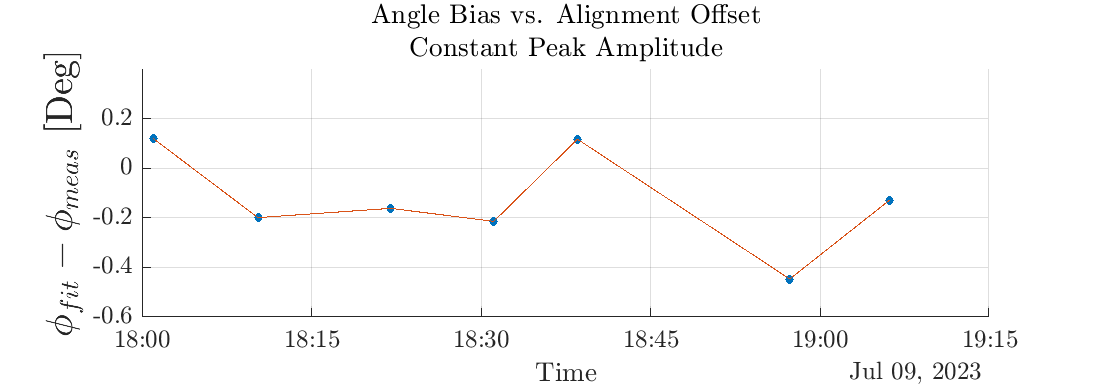 Angle Bias vs. Alignment Offset
Constant Peak Amplitude
ϕ_fit − ϕ_meas [Deg]
0.2
0
-0.2
-0.4
-0.6
18:00 18:15 18:30 18:45 19:00 19:15
Time
Jul 09, 2023